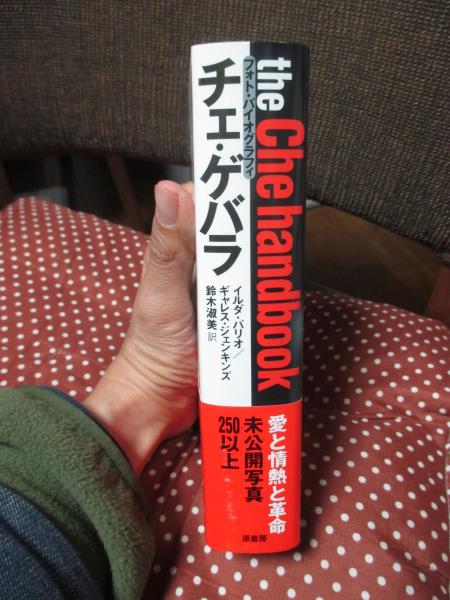 the Che handbook
フォト・バイオグラフィ
チェ・ゲバラ
イルダ・バリオ／
ギャレス・ジェンキンズ
鈴木淑美 訳
愛と情熱と革命
未公開写真
250以上
原書房